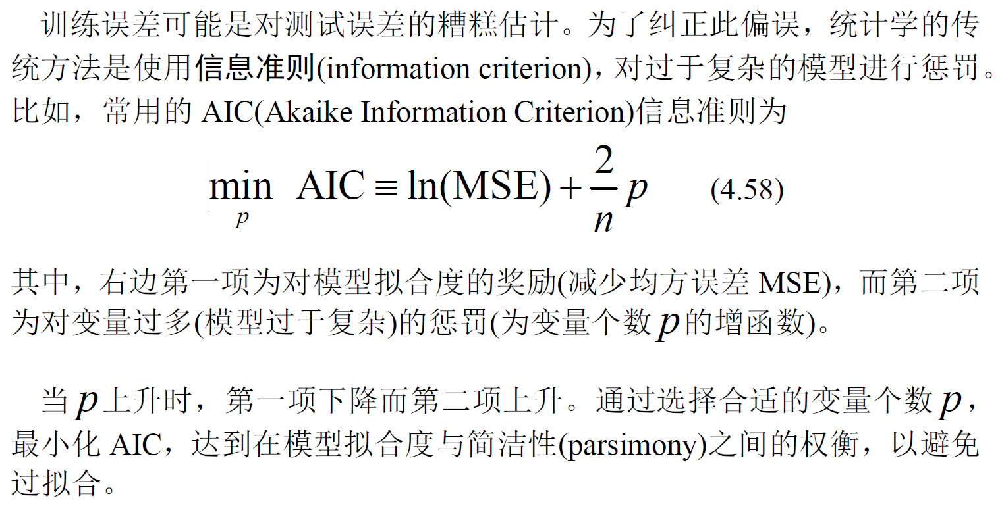 训练误差可能是对测试误差的糟糕估计。为了纠正此偏误，统计学的传
统方法是使用信息准则(information criterion)，对过于复杂的模型进行惩罚。
比如，常用的 AIC(Akaike Information Criterion)信息准则为
min_p AIC ≡ ln(MSE) + 2/n p (4.58)
其中，右边第一项为对模型拟合度的奖励(减少均方误差 MSE)，而第二项
为对变量过多(模型过于复杂)的惩罚(为变量个数 p 的增函数)。
当 p 上升时，第一项下降而第二项上升。通过选择合适的变量个数 p，
最小化 AIC，达到在模型拟合度与简洁性(parsimony)之间的权衡，以避免
过拟合。